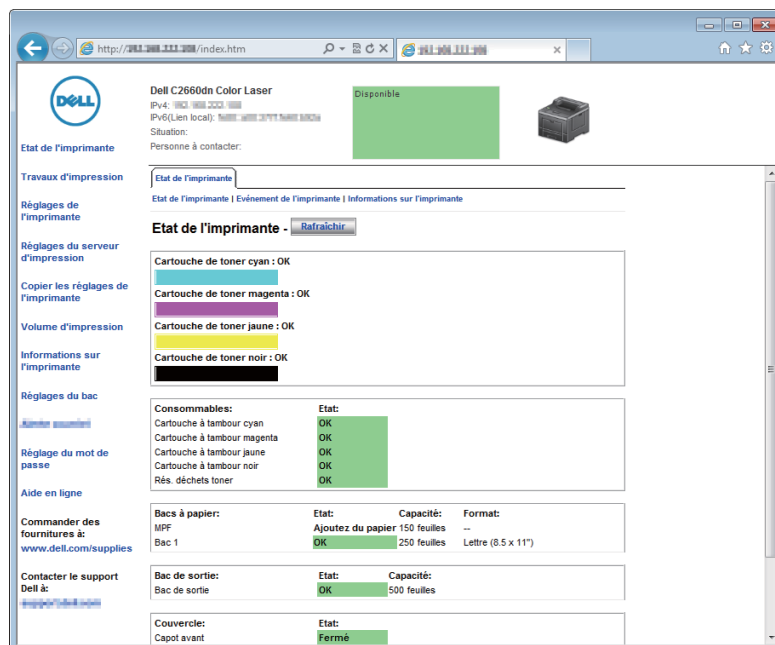 http://
/index.htm
DELL
Dell C2660dn Color Laser
IPv4:
IPv6(Lien local):
Situation:
Personne à contacter:
Disponible
Etat de l'imprimante
Travaux d'impression
Réglages de
l'imprimante
Réglages du serveur
d'impression
Copier les réglages de
l'imprimante
Volume d'impression
Informations sur
l'imprimante
Réglages du bac
Réglage du mot de
passe
Aide en ligne
Commander des
fournitures à:
www.dell.com/supplies
Contacter le support
Dell à:
Etat de l'imprimante
Etat de l'imprimante | Evénement de l'imprimante | Informations sur l'imprimante
Etat de l'imprimante - Rafraîchir
Cartouche de toner cyan : OK
Cartouche de toner magenta : OK
Cartouche de toner jaune : OK
Cartouche de toner noir : OK
Consommables: Etat:
Cartouche à tambour cyan OK
Cartouche à tambour magenta OK
Cartouche à tambour jaune OK
Cartouche à tambour noir OK
Rés. déchets toner OK
Bacs à papier: Etat: Capacité: Format:
MPF Ajoutez du papier 150 feuilles --
Bac 1 OK 250 feuilles Lettre (8.5 x 11")
Bac de sortie: Etat: Capacité:
Bac de sortie OK 500 feuilles
Couvercle: Etat:
Capot avant Fermé